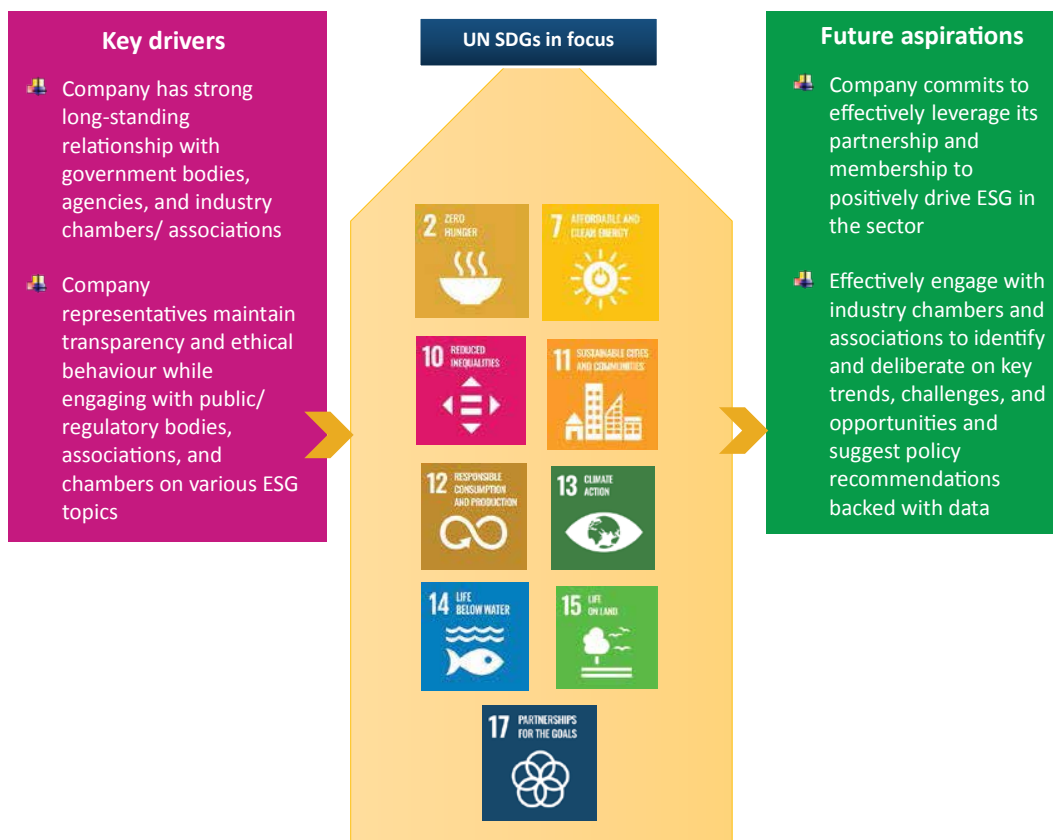 Key drivers
Company has strong
long-standing
relationship with
government bodies,
agencies, and industry
chambers/ associations
Company
representatives maintain
transparency and ethical
behaviour while
engaging with public/
regulatory bodies,
associations, and
chambers on various ESG
topics
UN SDGs in focus
2 ZERO
HUNGER
7 AFFORDABLE AND
CLEAN ENERGY
10 REDUCED
INEQUALITIES
11 SUSTAINABLE CITIES
AND COMMUNITIES
12 RESPONSIBLE
CONSUMPTION
AND PRODUCTION
13 CLIMATE
ACTION
14 LIFE
BELOW WATER
15 LIFE
ON LAND
17 PARTNERSHIPS
FOR THE GOALS
Future aspirations
Company commits to
effectively leverage its
partnership and
membership to
positively drive ESG in
the sector
Effectively engage with
industry chambers and
associations to identify
and deliberate on key
trends, challenges, and
opportunities and
suggest policy
recommendations
backed with data